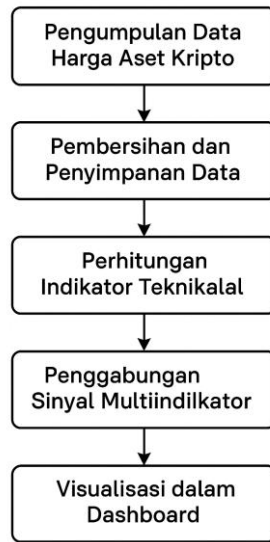 Pengumpulan Data
Harga Aset Kripto
Pembersihan dan
Penyimpanan Data
Perhitungan
Indikator Teknikalal
Penggabungan
Sinyal Multiindilkator
Visualisasi dalam
Dashboard